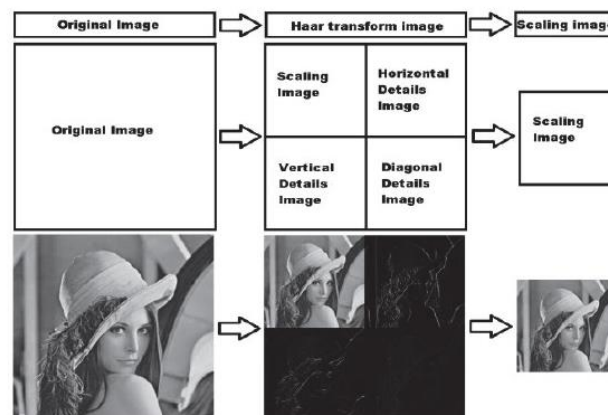 Original Image
Haar transform image
Scaling image
Original Image
Scaling
Image
Horizontal
Details
Image
Vertical
Details
Image
Diagonal
Details
Image
Scaling
Image